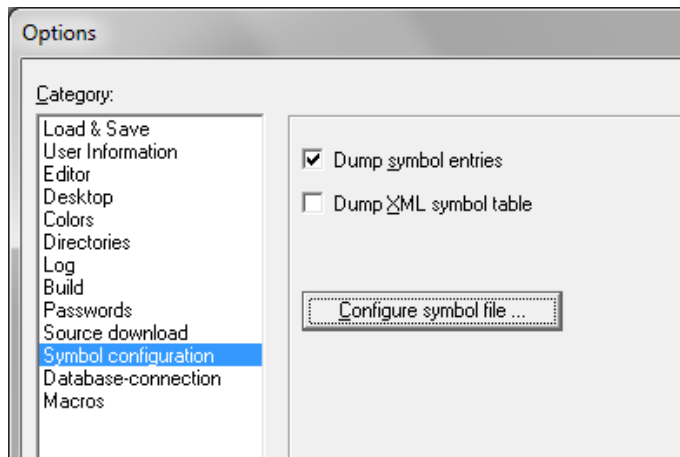 Options
Category:
Load & Save
User Information
Editor
Desktop
Colors
Directories
Log
Build
Passwords
Source download
Symbol configuration
Database-connection
Macros
Dump symbol entries
Dump XML symbol table
Configure symbol file ...